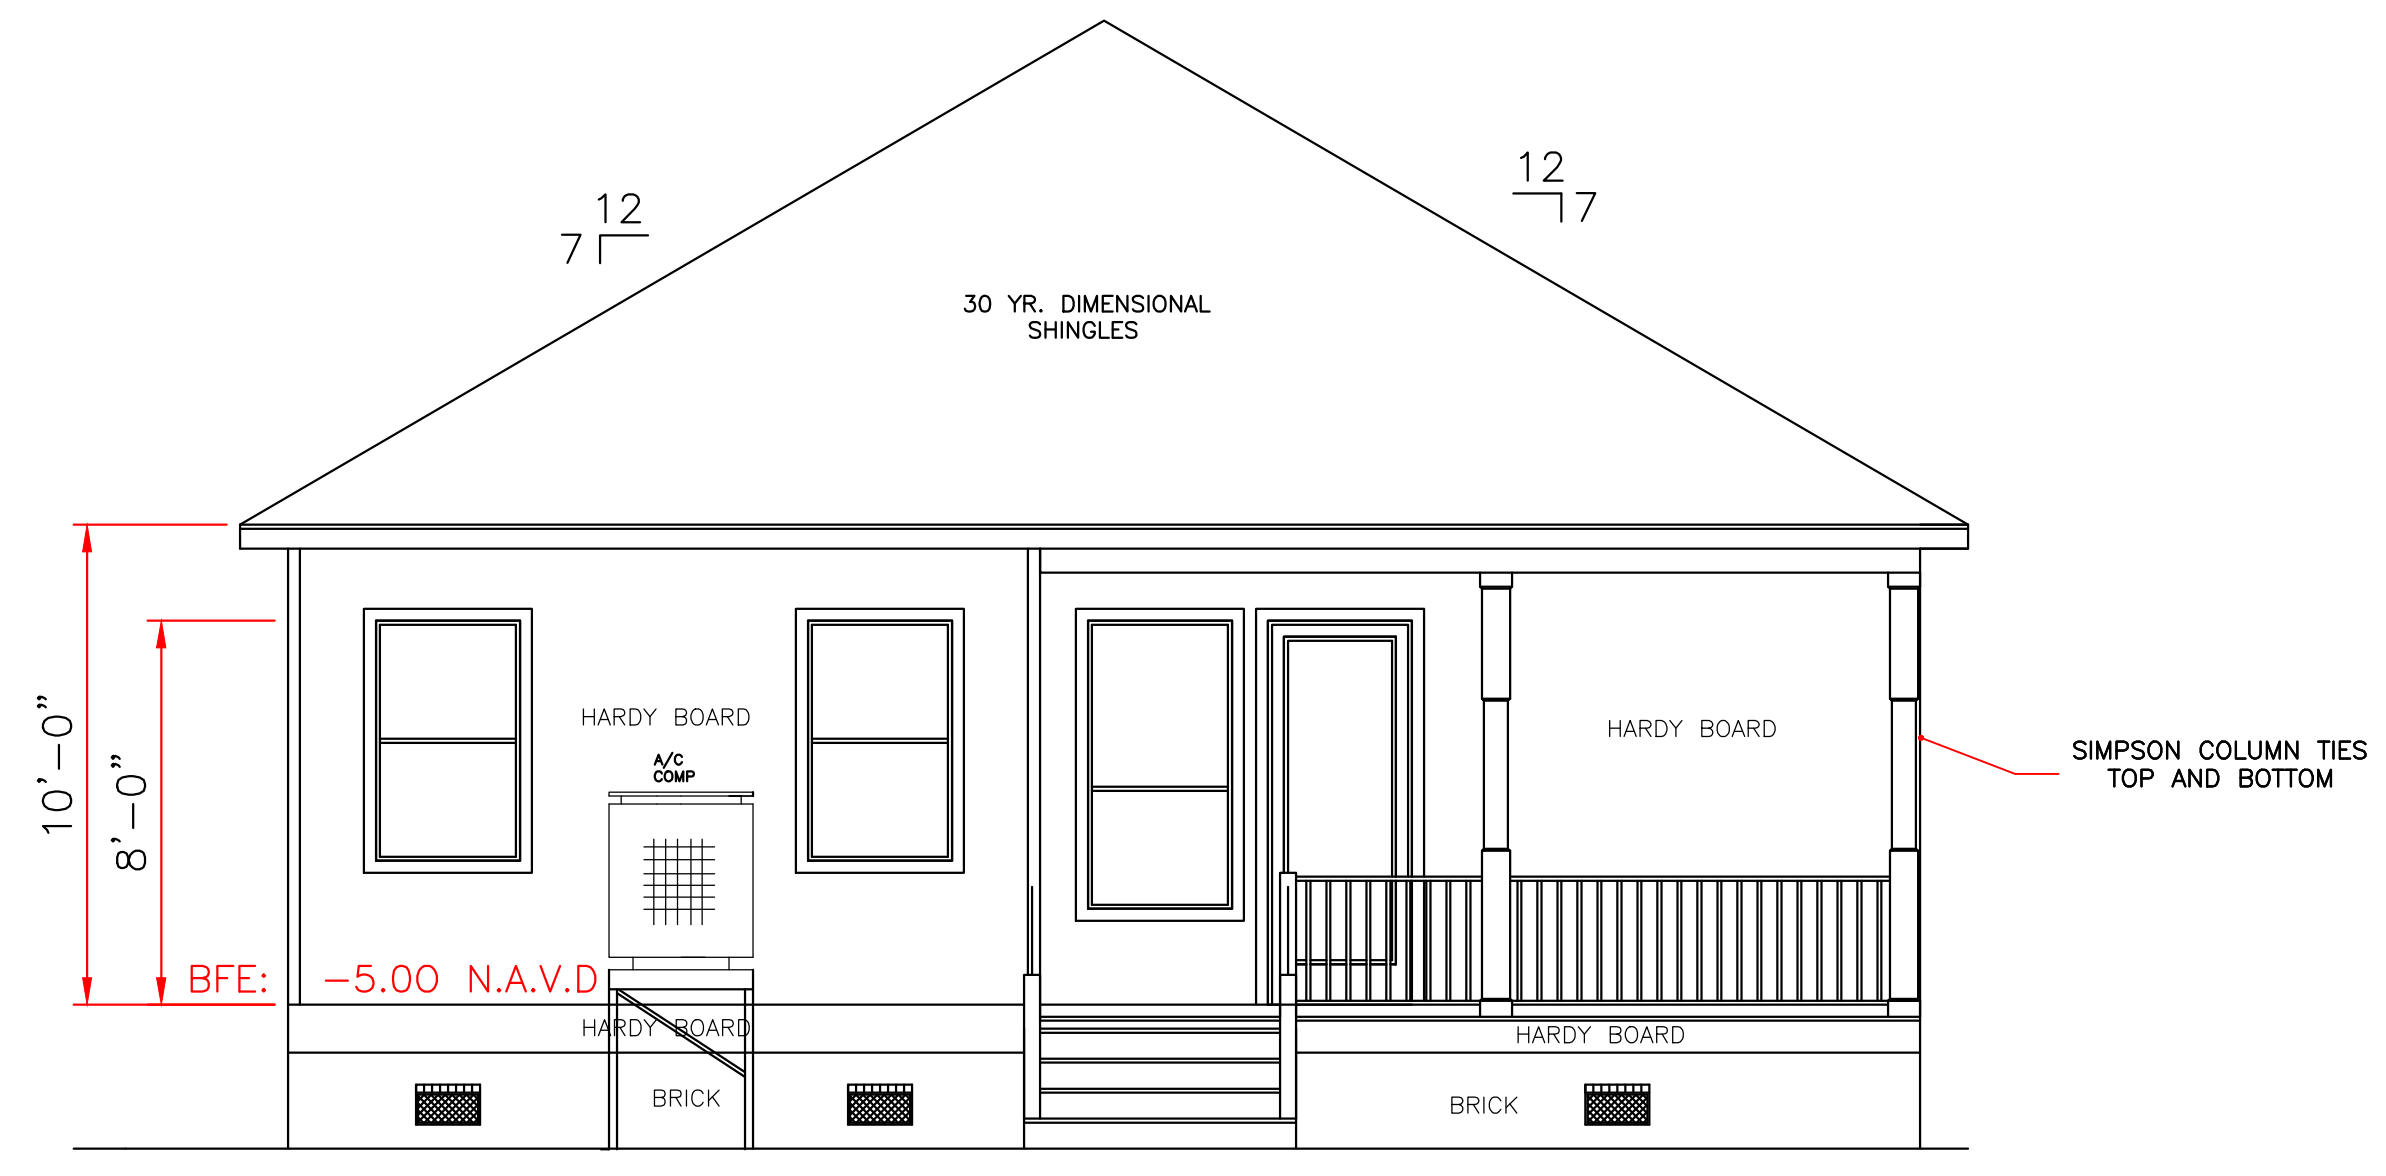 12
7
12
7
30 YR. DIMENSIONAL
SHINGLES
10'-0"
8'-0"
HARDY BOARD
A/C
COMP
HARDY BOARD
SIMPSON COLUMN TIES
TOP AND BOTTOM
BFE: -5.00 N.A.V.D
HARDY BOARD
HARDY BOARD
BRICK
BRICK